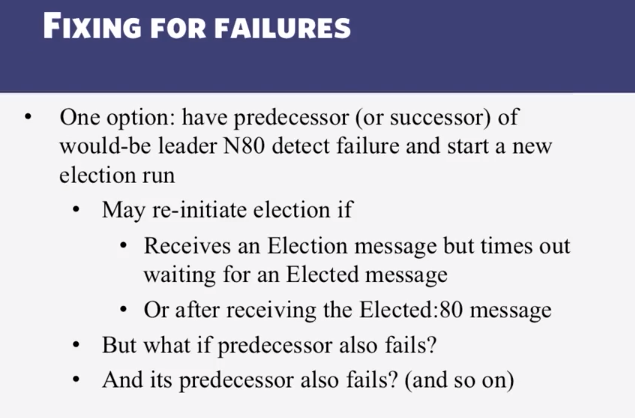 FIXING FOR FAILURES
• One option: have predecessor (or successor) of
would-be leader N80 detect failure and start a new
election run
• May re-initiate election if
• Receives an Election message but times out
waiting for an Elected message
• Or after receiving the Elected:80 message
• But what if predecessor also fails?
• And its predecessor also fails? (and so on)